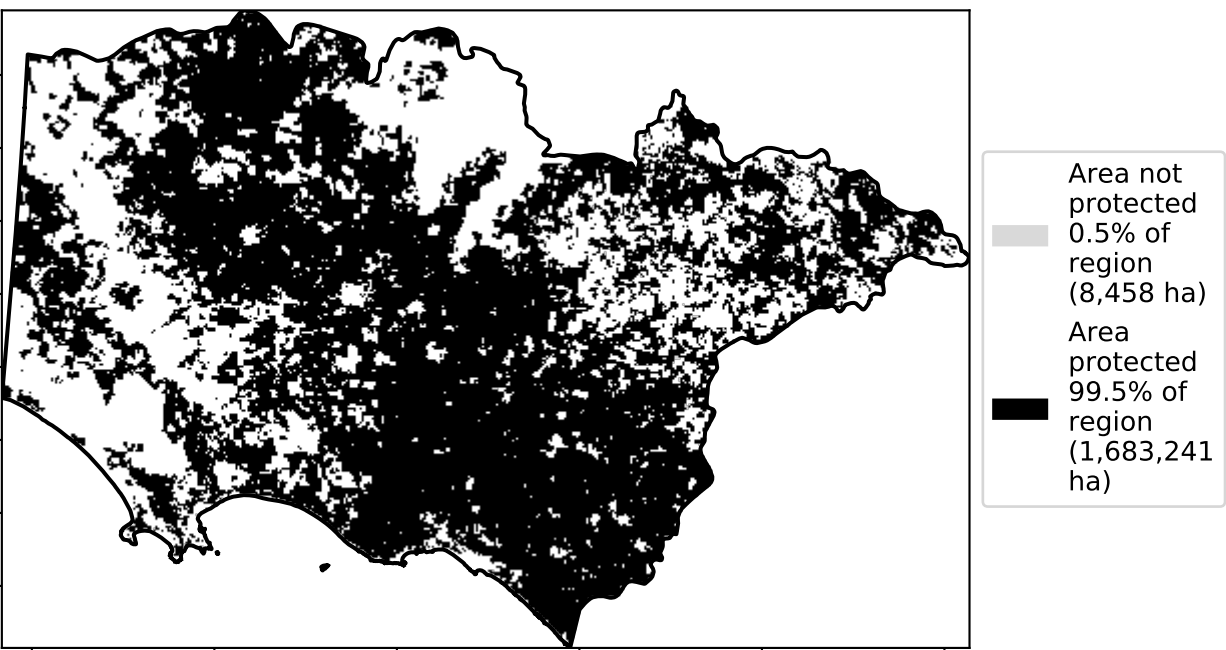 Area not
protected
0.5% of
region
(8,458 ha)
Area
protected
99.5% of
region
(1,683,241
ha)